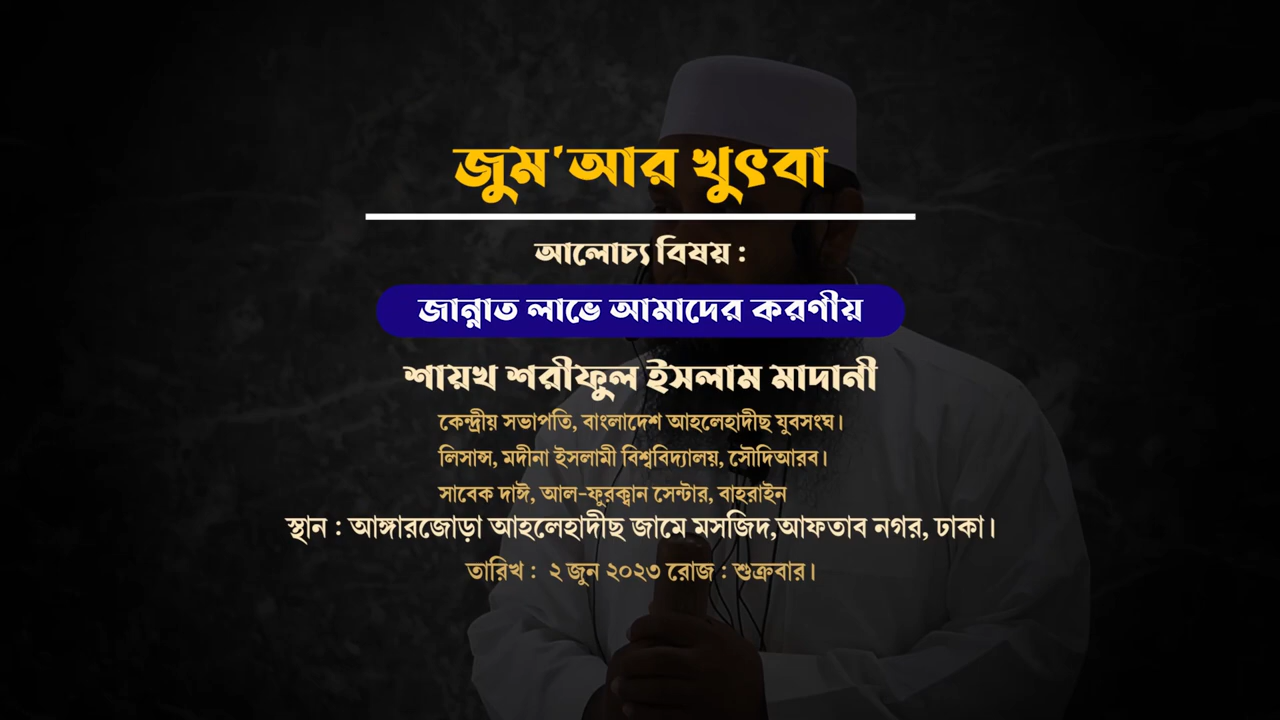 জুম'আর খুৎবা
আলোচ্য বিষয় :
জান্নাত লাভে আমাদের করণীয়
শায়খ শরীফুল ইসলাম মাদানী
কেন্দ্রীয় সভাপতি, বাংলাদেশ আহলেহাদীছ যুবসংঘ।
লিসান্স, মদীনা ইসলামী বিশ্ববিদ্যালয়, সৌদিআরব।
সাবেক দাঈ, আল-ফুরক্বান সেন্টার, বাহরাইন
স্থান : আঙ্গারজোড়া আহলেহাদীছ জামে মসজিদ,আফতাব নগর, ঢাকা।
তারিখ : ২ জুন ২০২৩ রোজ : শুক্রবার।